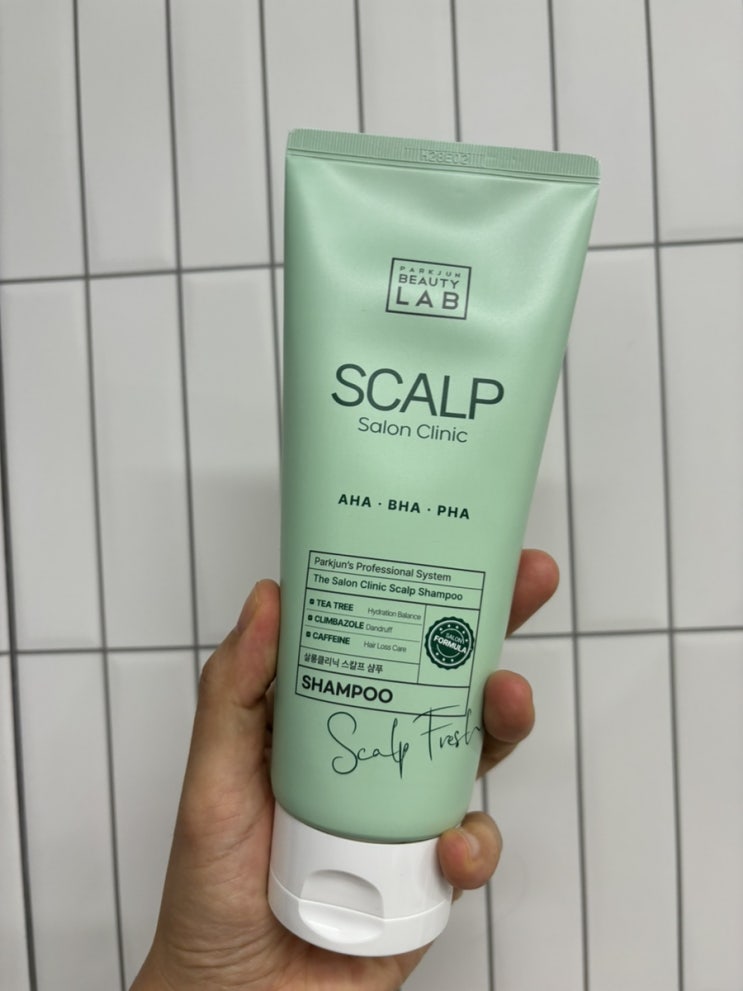 H23E02
PARKJUN
BEAUTY
LAB
SCALP
Salon Clinic
AHA · BHA · PHA
Parkjun's Professional System
The Salon Clinic Scalp Shampoo
TEA TREE Hydration Balance
CLIMBAZOLE Dandruff
CAFFEINE Hair Loss Care
SALON
FORMULA
살롱클리닉 스칼프 샴푸
SHAMPOO
Scalp Fresh